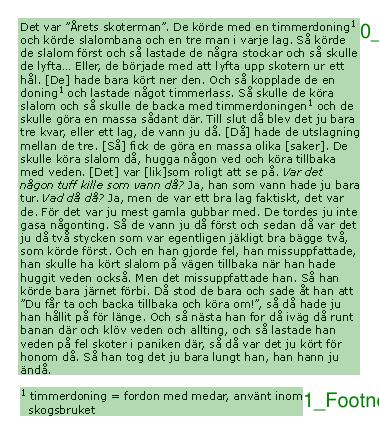 Det var ”Årets skoterman”. De körde med en timmerdoning¹
och körde slalombana och en tre man i varje lag. Så körde
de slalom först och så lastade de några stockar och så skulle
de lyfta... Eller, de började med att lyfta upp skotern ur ett
hål. [De] hade bara kört ner den. Och så kopplade de en
doning¹ och lastade något timmerlass. Så skulle de köra
slalom och så skulle de backa med timmerdoningen¹ och de
skulle göra en massa sådant där. Till slut då blev det ju bara
tre kvar, eller ett lag, de vann ju då. [Då] hade de utslagning
mellan de tre. [Så] fick de göra en massa olika [saker]. De
skulle köra slalom då, hugga någon ved och köra tillbaka
med veden. [Det] var [lik]som roligt att se på. Var det
någon tuff kille som vann då? Ja, han som vann hade ju bara
tur. Vad då då? Ja, men de var ett bra lag faktiskt, det var
de. För det var ju mest gamla gubbar med. De tordes ju inte
gasa någonting. Så de vann ju då först och sedan då var det
ju då två stycken som var egentligen jäkligt bra bägge två,
som körde först. Och en han gjorde fel, han missuppfattade,
han skulle ha kört slalom på vägen tillbaka när han hade
huggit veden också. Men det missuppfattade han. Så han
körde bara järnet förbi. Då stod de bara och sade åt han att
”Du får ta och backa tillbaka och köra om!”, så då hade ju
han hållit på för länge. Och så nästa han for då iväg då runt
banan där och klöv veden och allting, och så lastade han
veden på fel skoter i paniken där, så då var det ju kört för
honom då. Så han tog det ju bara lungt han, han hann ju
ändå.
¹ timmerdoning = fordon med medar, använt inom
skogsbruket
0_
1_Footn